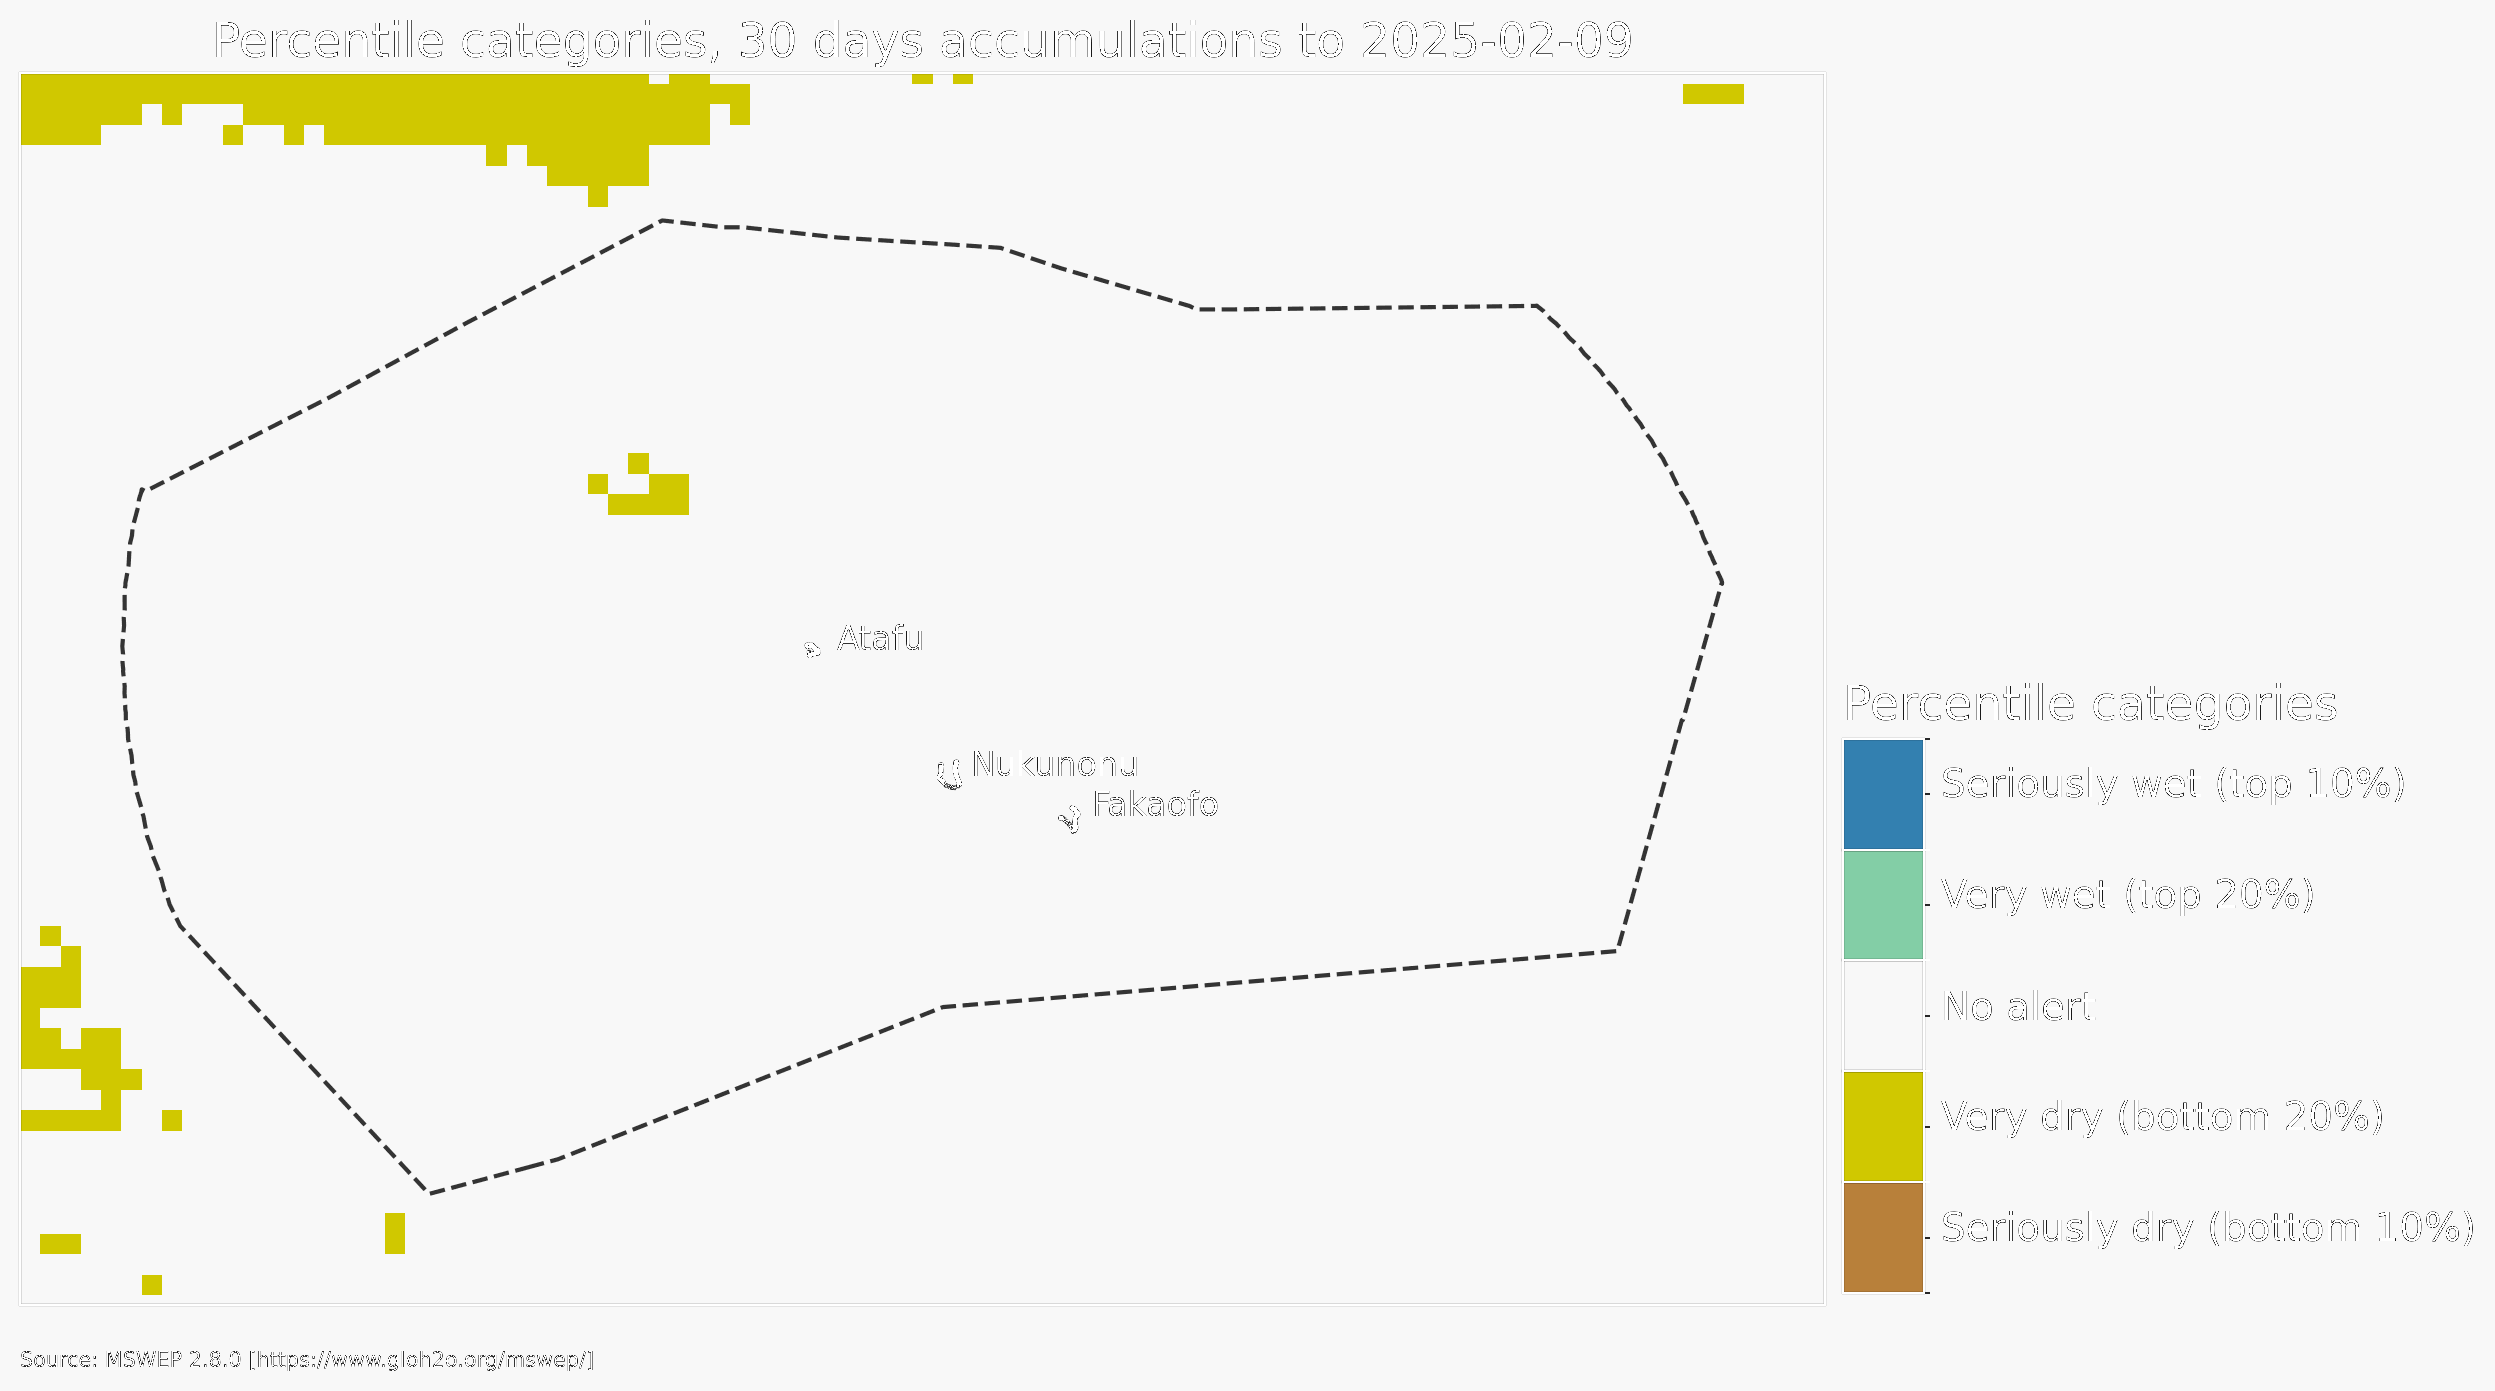 Percentile categories, 30 days accumulations to 2025-02-09
Atafu
Nukunonu
Fakaofo
Percentile categories
Seriously wet (top 10%)
Very wet (top 20%)
No alert
Very dry (bottom 20%)
Seriously dry (bottom 10%)
Source: MSWEP 2.8.0 [https://www.gloh2o.org/mswep/]